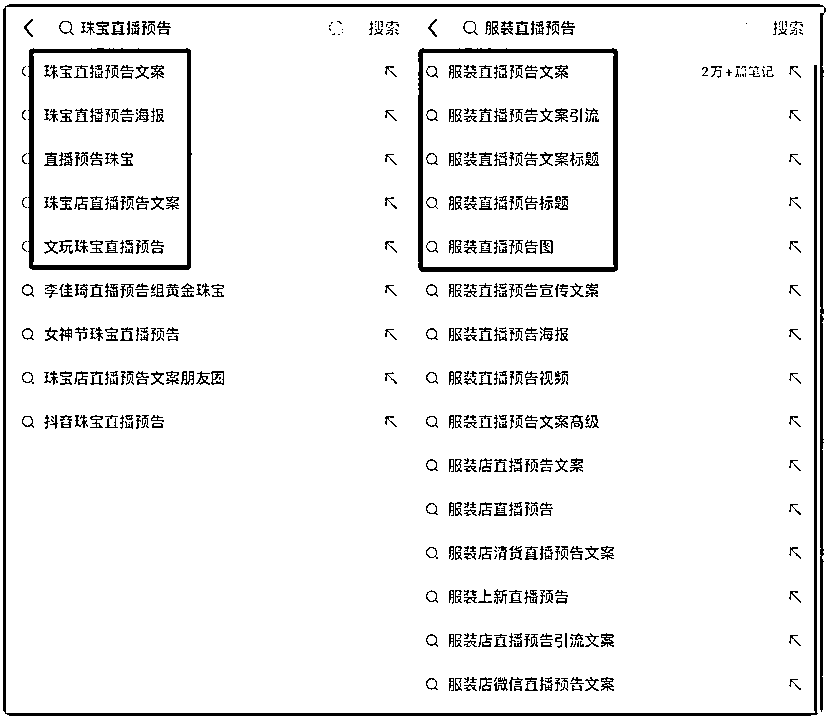 珠宝直播预告
搜索
珠宝直播预告文案
珠宝直播预告海报
直播预告珠宝
珠宝店直播预告文案
文玩珠宝直播预告
李佳琦直播预告组黄金珠宝
女神节珠宝直播预告
珠宝店直播预告文案朋友圈
抖音珠宝直播预告
服装直播预告
搜索
服装直播预告文案
2万+篇笔记
服装直播预告文案引流
服装直播预告文案标题
服装直播预告标题
服装直播预告图
服装直播预告宣传文案
服装直播预告海报
服装直播预告视频
服装直播预告文案高级
服装店直播预告文案
服装店直播预告
服装店清货直播预告文案
服装上新直播预告
服装店直播预告引流文案
服装店微信直播预告文案